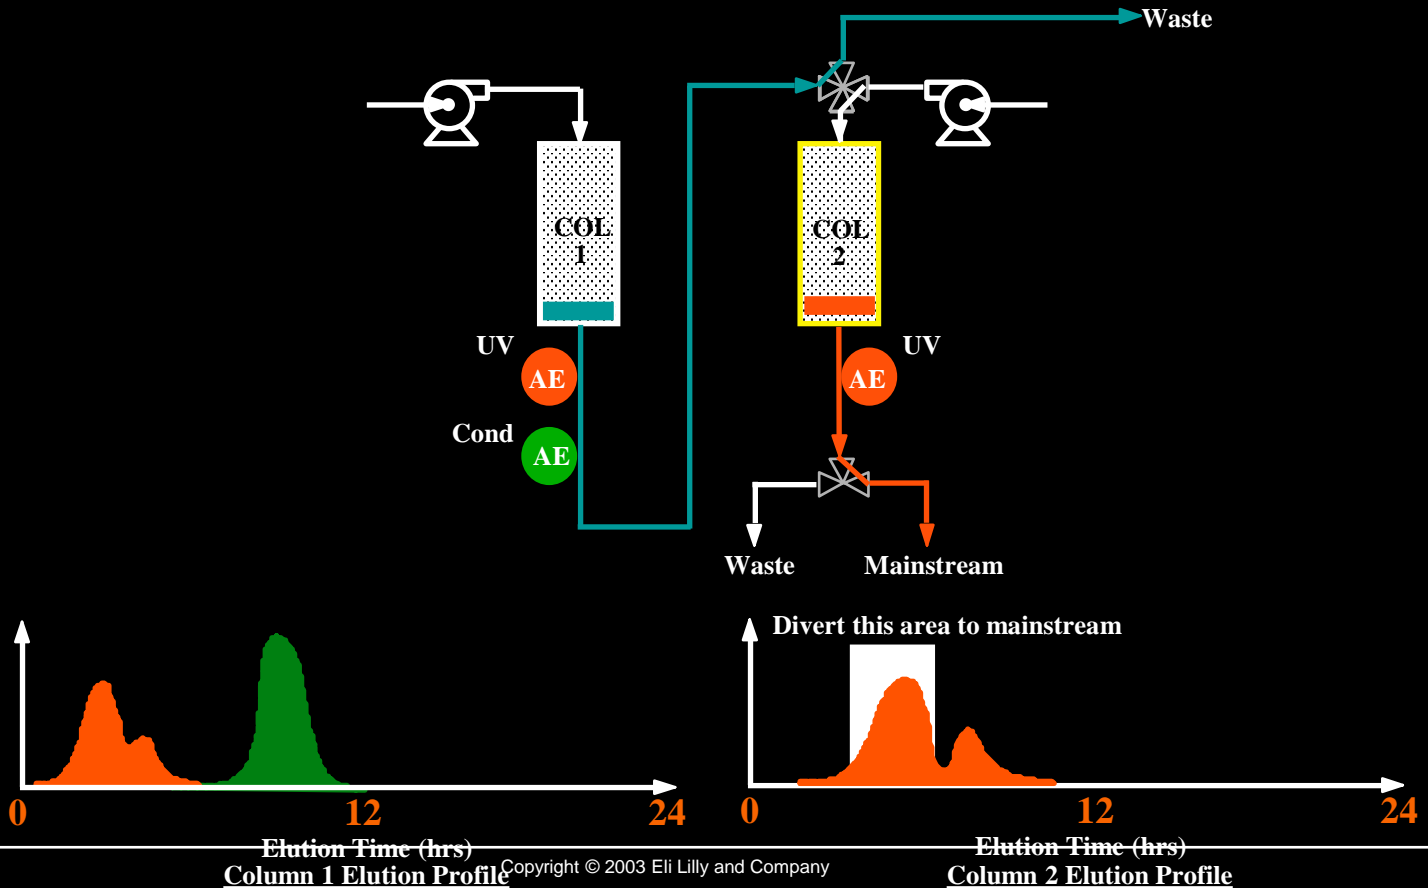 Waste
COL
1
COL
2
UV
AE
UV
AE
Cond
AE
Waste
Mainstream
Divert this area to mainstream
0
12
24
Elution Time (hrs)
Column 1 Elution Profile
0
12
24
Elution Time (hrs)
Column 2 Elution Profile
Copyright © 2003 Eli Lilly and Company